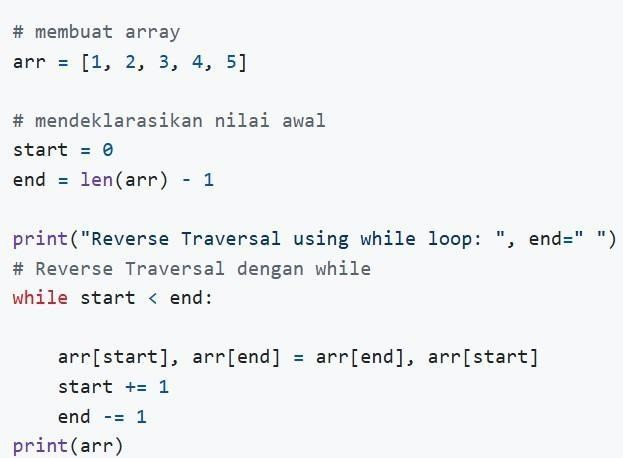 # membuat array
arr = [1, 2, 3, 4, 5]
# mendeklarasikan nilai awal
start = 0
end = len(arr) - 1
print("Reverse Traversal using while loop: ", end=" ")
# Reverse Traversal dengan while
while start < end:
    arr[start], arr[end] = arr[end], arr[start]
    start += 1
    end -= 1
print(arr)